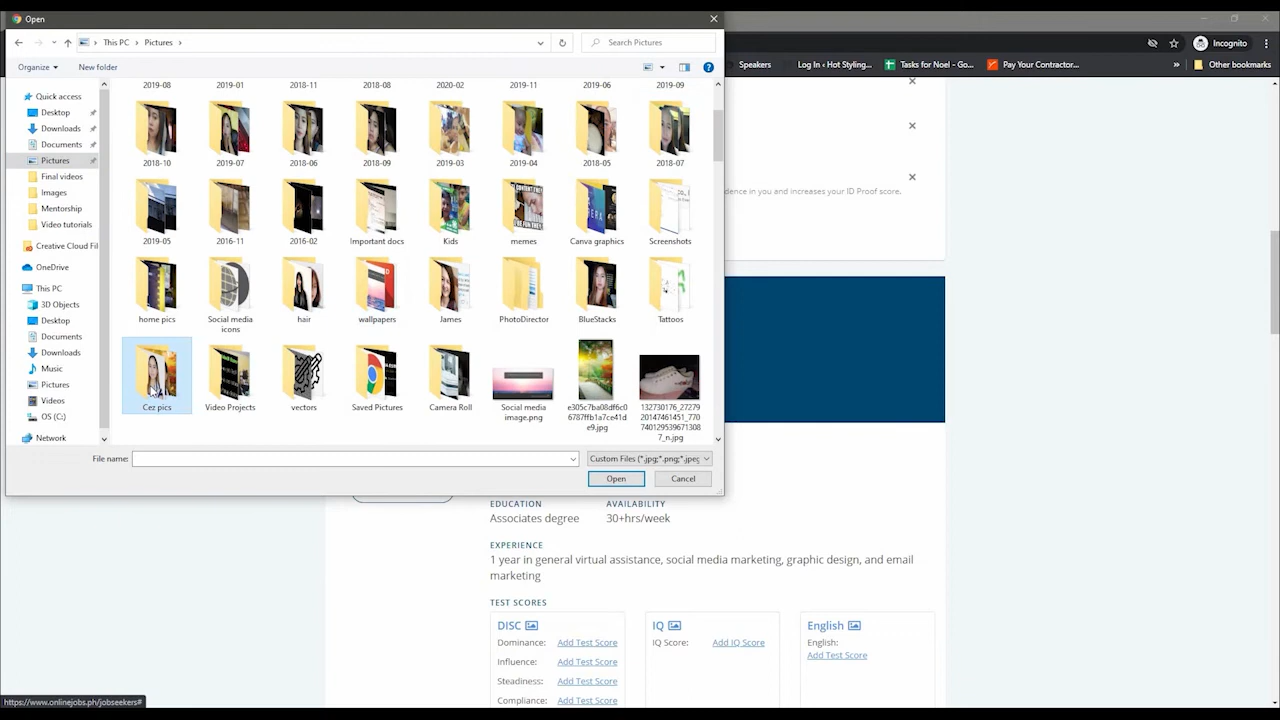 Open
Incognito
This PC
Pictures
Search Pictures
Organize
New folder
Speakers
Log In ‹ Hot Styling...
Tasks for Noel - Go...
Pay Your Contractor...
»
Other bookmarks
2019-08
2019-01
2018-11
2018-08
2020-02
2019-11
2019-06
2019-09
Quick access
Desktop
Downloads
Documents
Pictures
Final videos
Images
Mentorship
Video tutorials
Creative Cloud Fil
OneDrive
This PC
3D Objects
Desktop
Documents
Downloads
Music
Pictures
Videos
OS (C:)
Network
2018-10
2019-07
2018-06
2018-09
2019-03
2019-04
2018-05
2018-07
2019-05
2016-11
2016-02
Important docs
Kids
memes
Canva graphics
Screenshots
home pics
Social media
icons
hair
wallpapers
James
PhotoDirector
BlueStacks
Tattoos
Cez pics
Video Projects
vectors
Saved Pictures
Camera Roll
Social media
image.png
e305c7ba08df6c0
6787ffb1a7ce41d
e9.jpg
132730176_27279
20147461451_770
740129539671308
7_n.jpg
dence in you and increases your ID Proof score.
File name:
Custom Files (*.jpg;*.png;*.jpeg
Open
Cancel
EDUCATION
AVAILABILITY
Associates degree
30+hrs/week
EXPERIENCE
1 year in general virtual assistance, social media marketing, graphic design, and email
marketing
TEST SCORES
DISC
Dominance: Add Test Score
Influence: Add Test Score
Steadiness: Add Test Score
Compliance: Add Test Score
IQ
IQ Score: Add IQ Score
English
English:
Add Test Score
https://www.onlinejobs.ph/jobseekers#